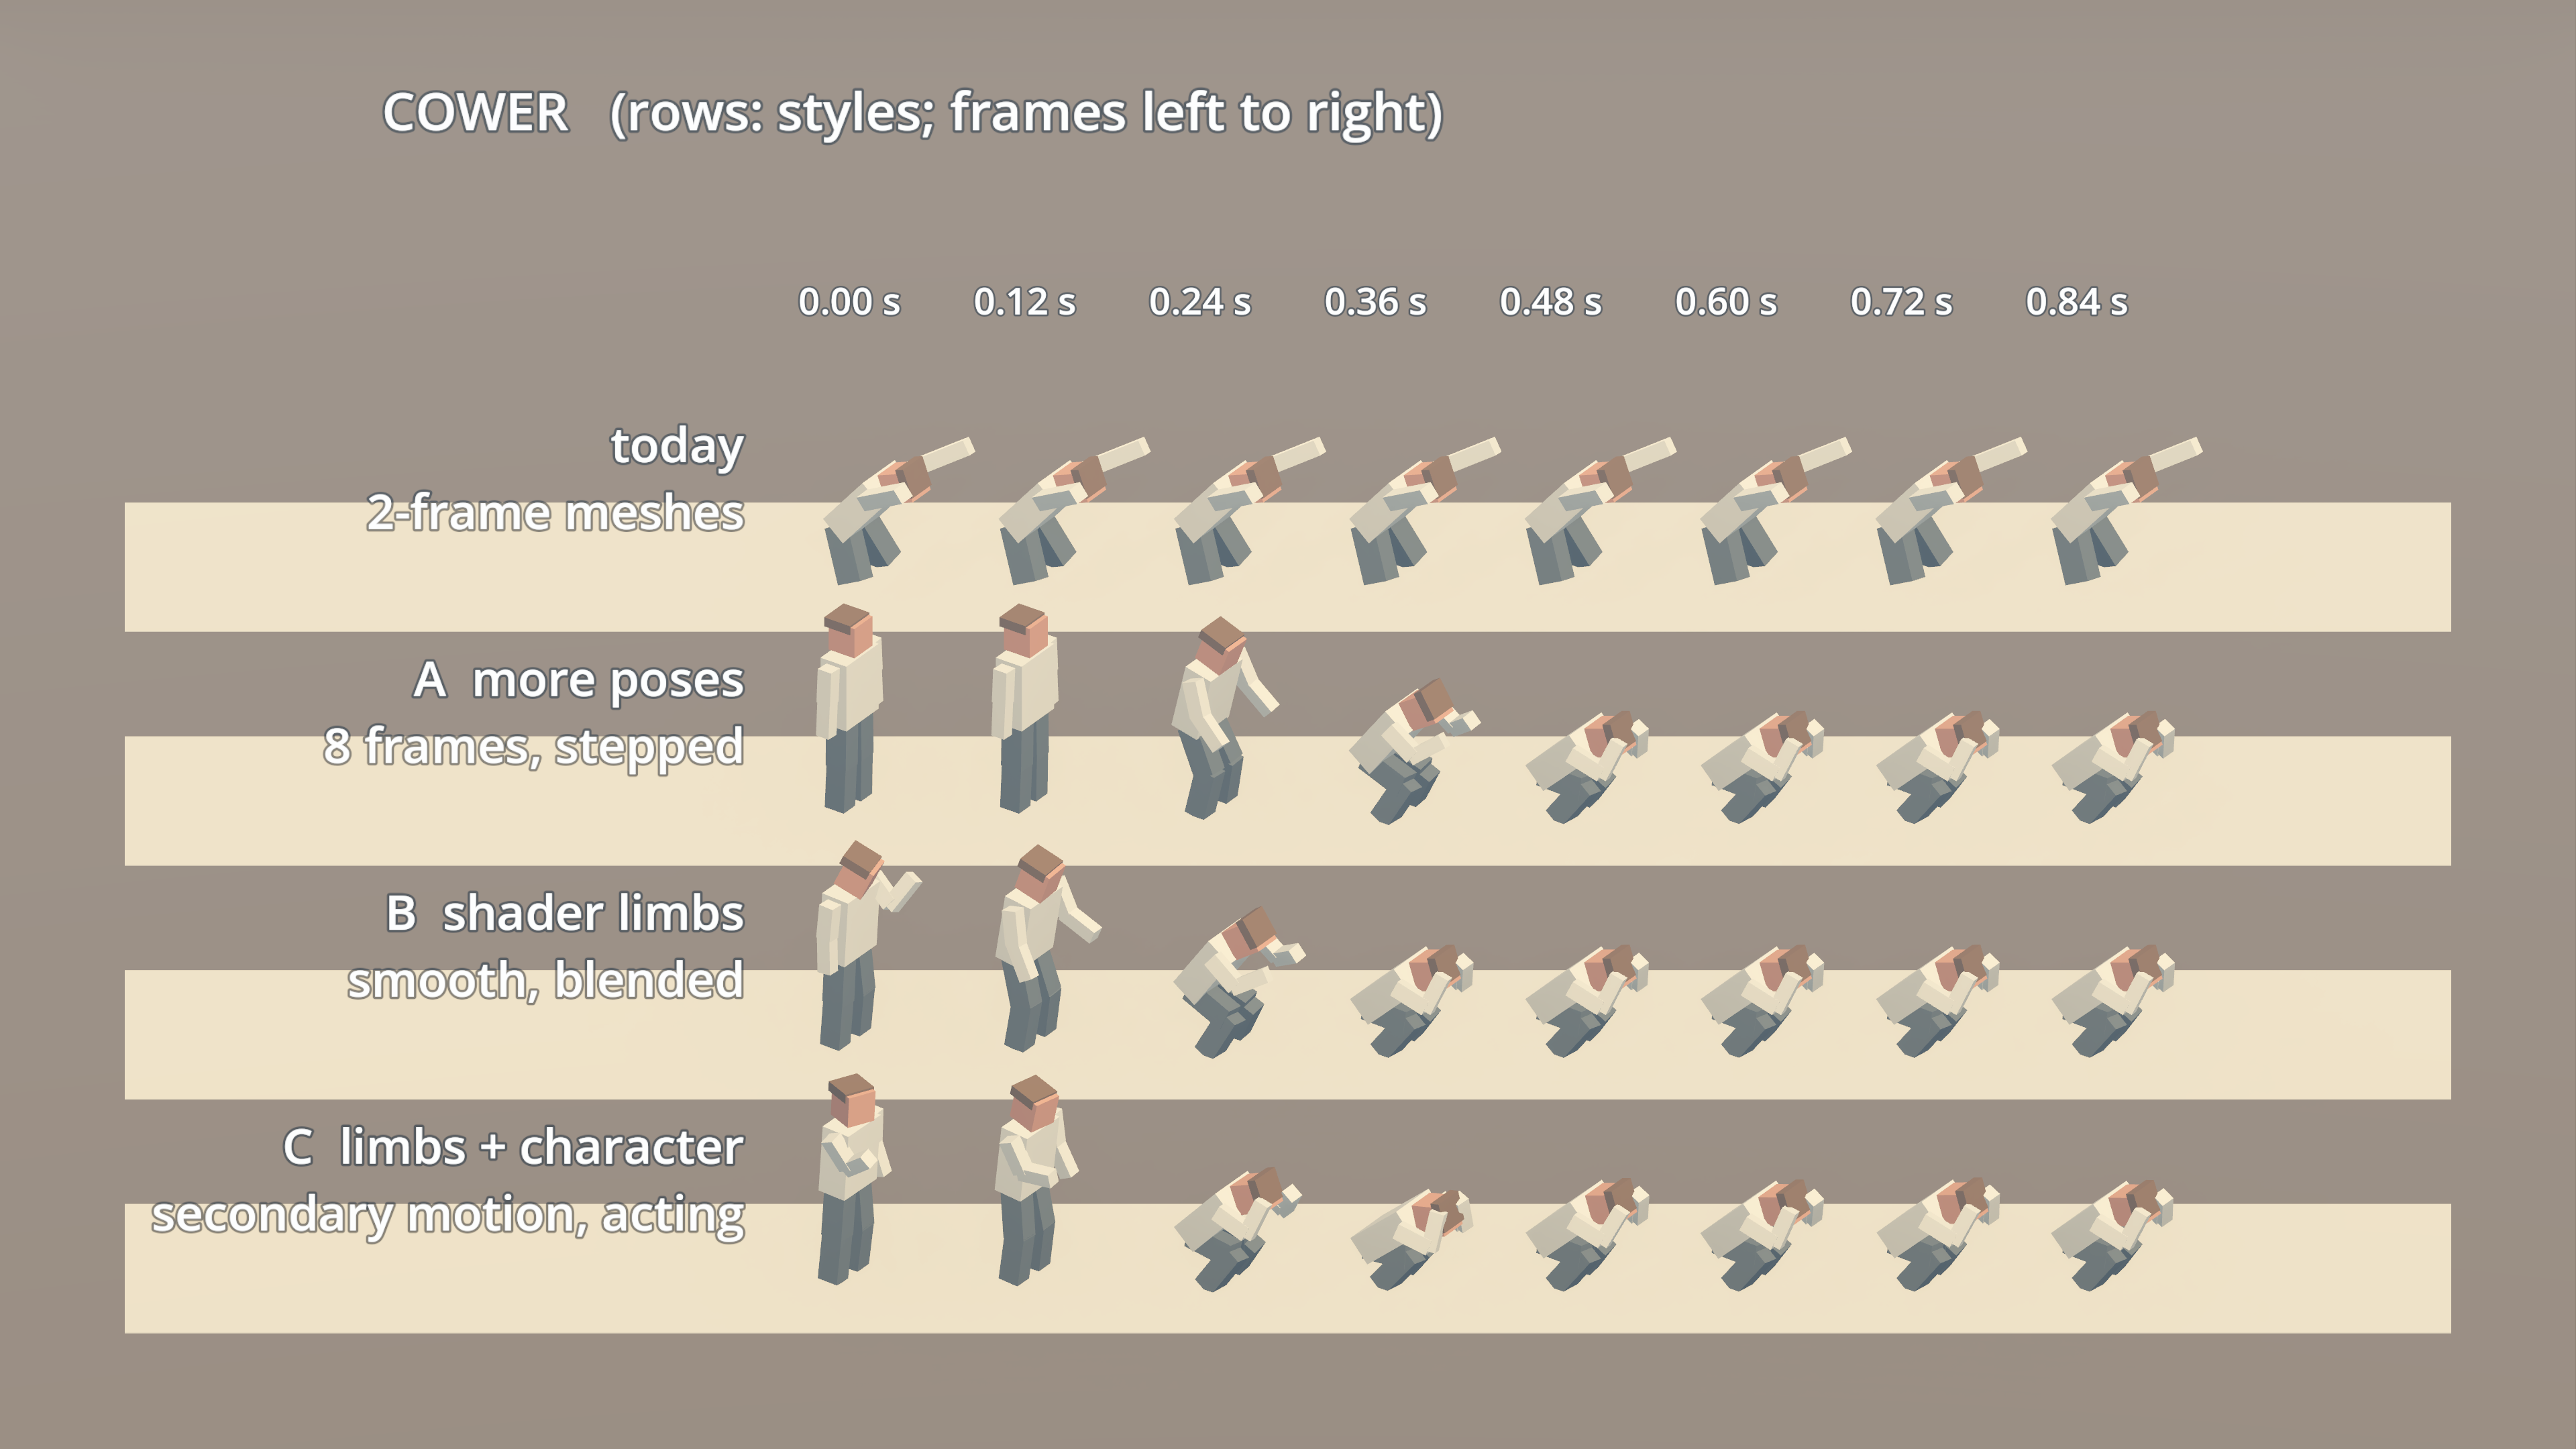 COWER (rows: styles; frames left to right)
0.00 s 0.12 s 0.24 s 0.36 s 0.48 s 0.60 s 0.72 s 0.84 s
today
2-frame meshes
A more poses
8 frames, stepped
B shader limbs
smooth, blended
C limbs + character
secondary motion, acting